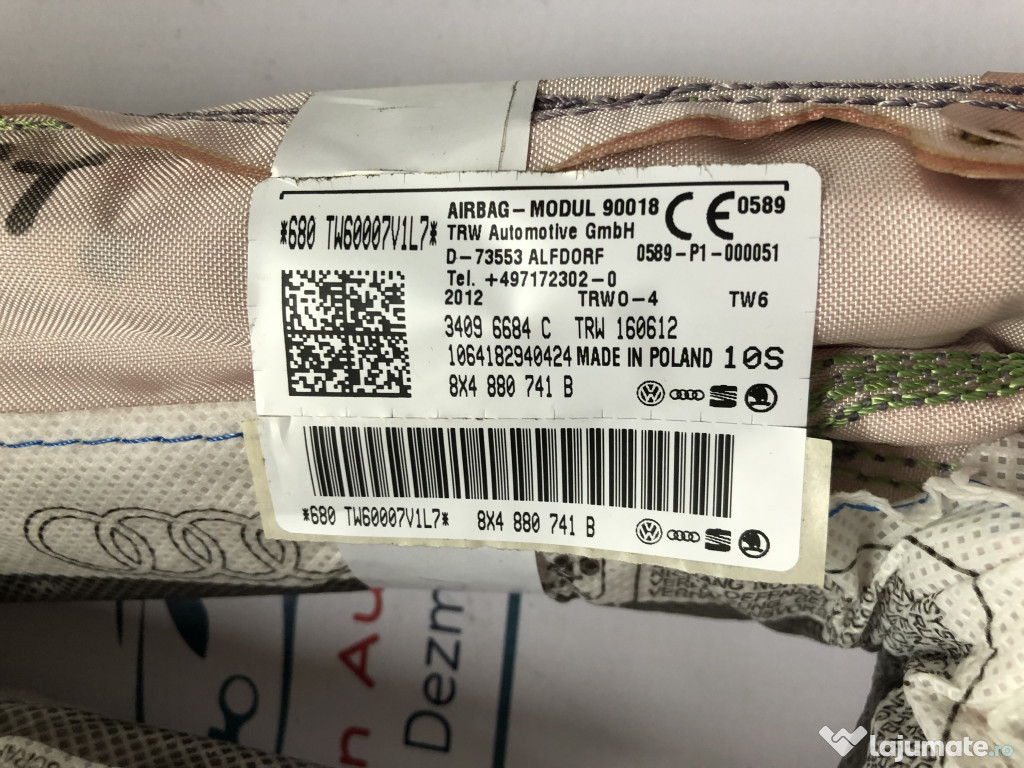 *680 TW60007V1L7*
AIRBAG-MODUL 90018 CE 0589
TRW Automotive GmbH
D-73553 ALFDORF 0589-P1-000051
Tel. +497172302-0
2012 TRWO-4 TW6
3409 6684 C TRW 160612
1064182940424 MADE IN POLAND 10S
8X4 880 741 B
*680 TW60007V1L7* 8X4 880 741 B
Dezm
lajumate.ro